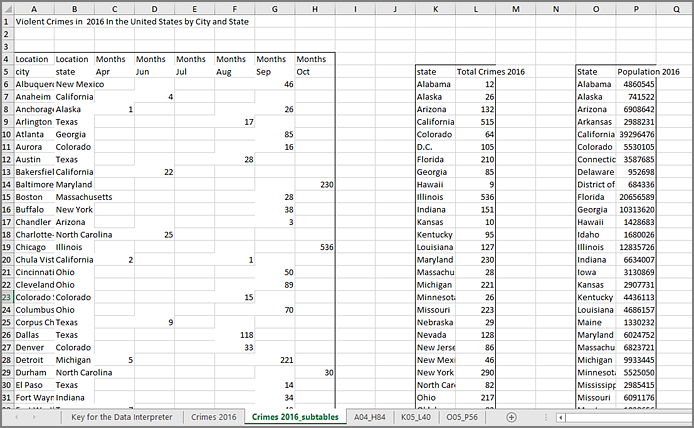 A B C D E F G H I J K L M N O P Q
1 Violent Crimes in 2016 In the United States by City and State
2
3
4 Location Location Months Months Months Months Months Months
5 city state Apr Jun Jul Aug Sep Oct state Total Crimes 2016 State Population 2016
6 Albuquer New Mexico 46 Alabama 12 Alabama 4860545
7 Anaheim California 4 Alaska 26 Alaska 741522
8 Anchorag Alaska 1 26 Arizona 132 Arizona 6908642
9 Arlington Texas 17 California 515 Arkansas 2988231
10 Atlanta Georgia 85 Colorado 64 California 39296476
11 Aurora Colorado 16 D.C. 105 Colorado 5530105
12 Austin Texas 28 Florida 210 Connectic 3587685
13 Bakersfiel California 22 Georgia 85 Delaware 952698
14 Baltimore Maryland 230 Hawaii 9 District of 684336
15 Boston Massachusetts 28 Illinois 536 Florida 20656589
16 Buffalo New York 38 Indiana 151 Georgia 10313620
17 Chandler Arizona 3 Kansas 10 Hawaii 1428683
18 Charlotte- North Carolina 25 Kentucky 95 Idaho 1680026
19 Chicago Illinois 536 Louisiana 127 Illinois 12835726
20 Chula Vist California 2 1 Maryland 230 Indiana 6634007
21 Cincinnati Ohio 50 Massachu 28 Iowa 3130869
22 Cleveland Ohio 89 Michigan 221 Kansas 2907731
23 Colorado : Colorado 15 Minnesot 26 Kentucky 4436113
24 Columbus Ohio 70 Missouri 223 Louisiana 4686157
25 Corpus Ch Texas 9 Nebraska 29 Maine 1330232
26 Dallas Texas 118 Nevada 128 Maryland 6024752
27 Denver Colorado 33 New Jerse 86 Massachu 6823721
28 Detroit Michigan 5 221 New Mexi 46 Michigan 9933445
29 Durham North Carolina 30 New York 290 Minnesot 5525050
30 El Paso Texas 14 North Car 82 Mississipp 2985415
31 Fort Wayn Indiana 34 Ohio 217 Missouri 6091176
Key for the Data Interpreter Crimes 2016 Crimes 2016_subtables A04_H84 K05_L40 O05_P56